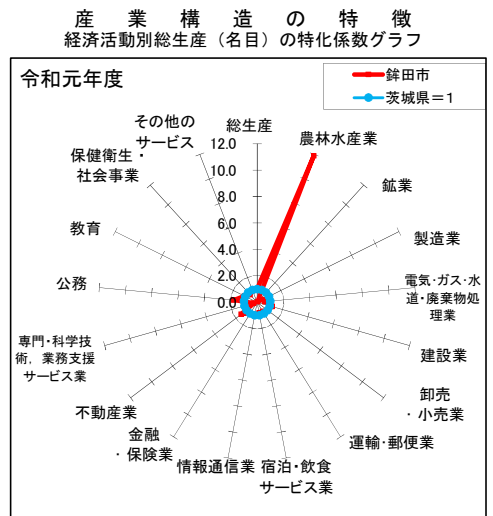 産業構造の特徴
経済活動別総生産（名目）の特化係数グラフ
令和元年度
鉾田市
茨城県＝1
総生産
農林水産業
鉱業
製造業
電気・ガス・水
道・廃棄物処
理業
建設業
卸売
・小売業
運輸・郵便業
宿泊・飲食
サービス業
情報通信業
金融
・保険業
不動産業
専門・科学技
術，業務支援
サービス業
公務
教育
保健衛生・
社会事業
その他の
サービス
12.0
10.0
8.0
6.0
4.0
2.0
0.0